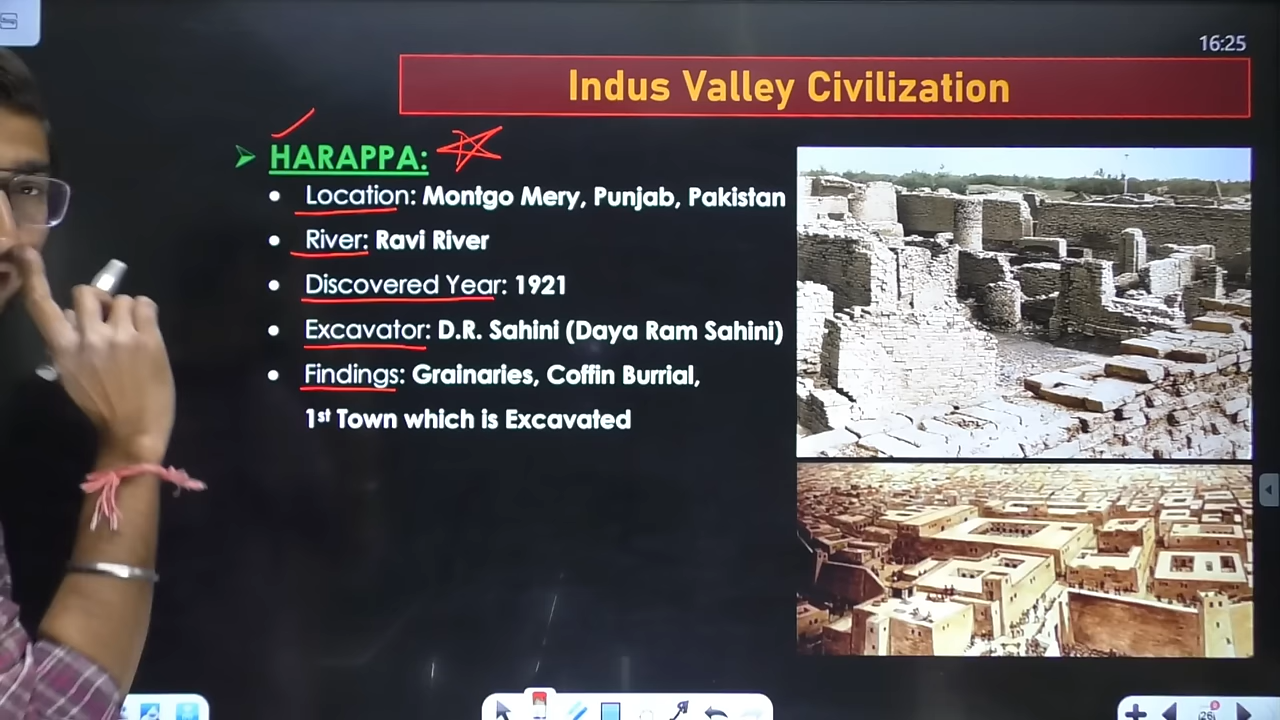 16:25
Indus Valley Civilization
HARAPPA:
Location: Montgo Mery, Punjab, Pakistan
River: Ravi River
Discovered Year: 1921
Excavator: D.R. Sahini (Daya Ram Sahini)
Findings: Grainaries, Coffin Burrial,
1st Town which is Excavated